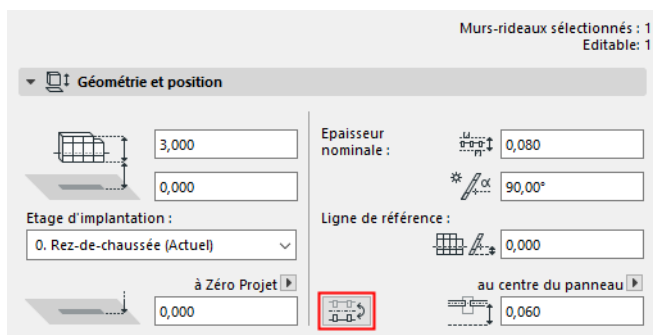 Murs-rideaux sélectionnés : 1
Editable: 1
Géométrie et position
3,000
0,000
Etage d'implantation :
0. Rez-de-chaussée (Actuel)
à Zéro Projet
0,000
Epaisseur
nominale :
0,080
α
90,00°
Ligne de référence :
0,000
au centre du panneau
0,060